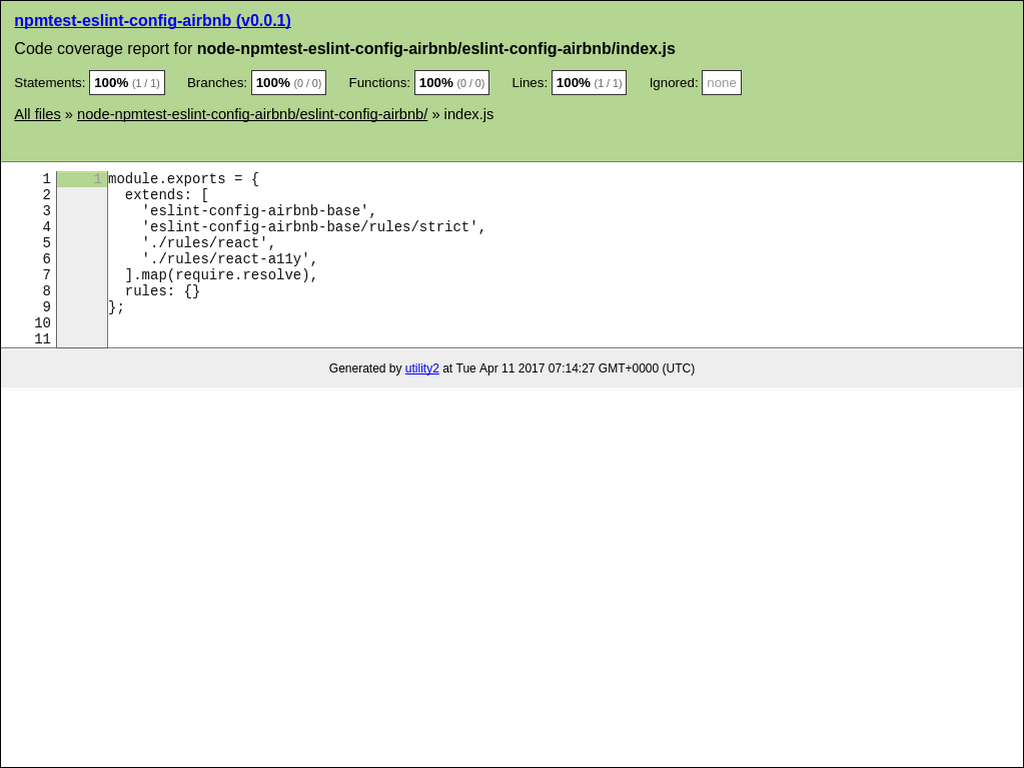 npmtest-eslint-config-airbnb (v0.0.1)
Code coverage report for node-npmtest-eslint-config-airbnb/eslint-config-airbnb/index.js
Statements: 100% (1 / 1) Branches: 100% (0 / 0) Functions: 100% (0 / 0) Lines: 100% (1 / 1) Ignored: none
All files » node-npmtest-eslint-config-airbnb/eslint-config-airbnb/ » index.js
1 1 module.exports = {
2   extends: [
3     'eslint-config-airbnb-base',
4     'eslint-config-airbnb-base/rules/strict',
5     './rules/react',
6     './rules/react-a11y',
7   ].map(require.resolve),
8   rules: {}
9 };
10
11
Generated by utility2 at Tue Apr 11 2017 07:14:27 GMT+0000 (UTC)